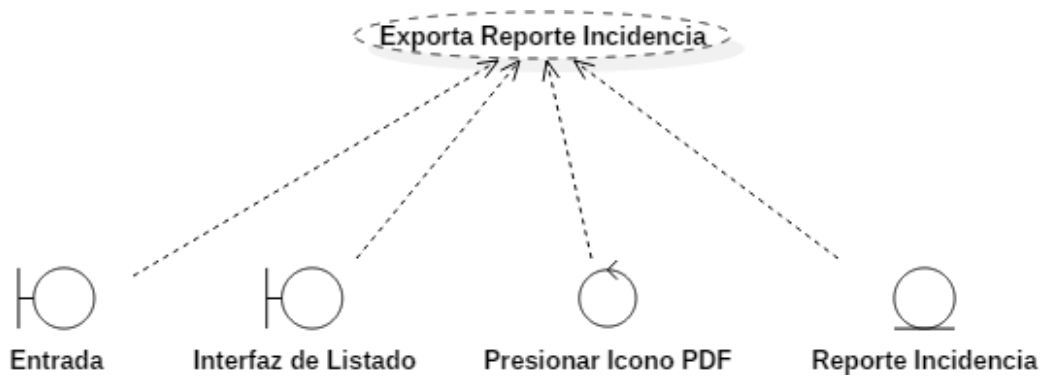 Exporta Reporte Incidencia
Entrada
Interfaz de Listado
Presionar Icono PDF
Reporte Incidencia